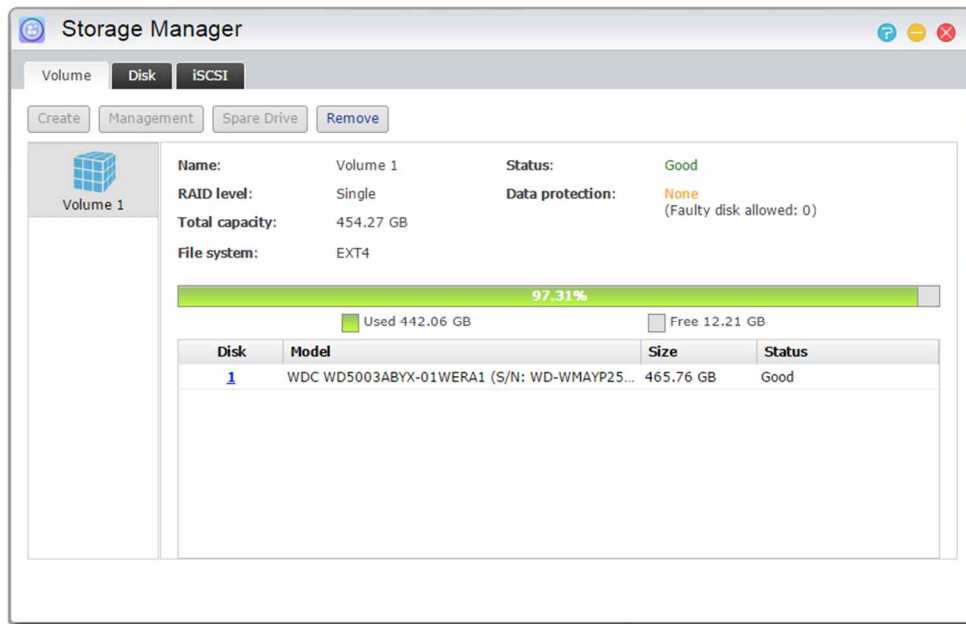 Storage Manager
Volume Disk iSCSI
Create Management Spare Drive Remove
Volume 1
Name: Volume 1 Status: Good
RAID level: Single Data protection: None
(Faulty disk allowed: 0)
Total capacity: 454.27 GB
File system: EXT4
97.31%
Used 442.06 GB Free 12.21 GB
Disk Model Size Status
1 WDC WD5003ABYX-01WERA1 (S/N: WD-WMAYP25... 465.76 GB Good